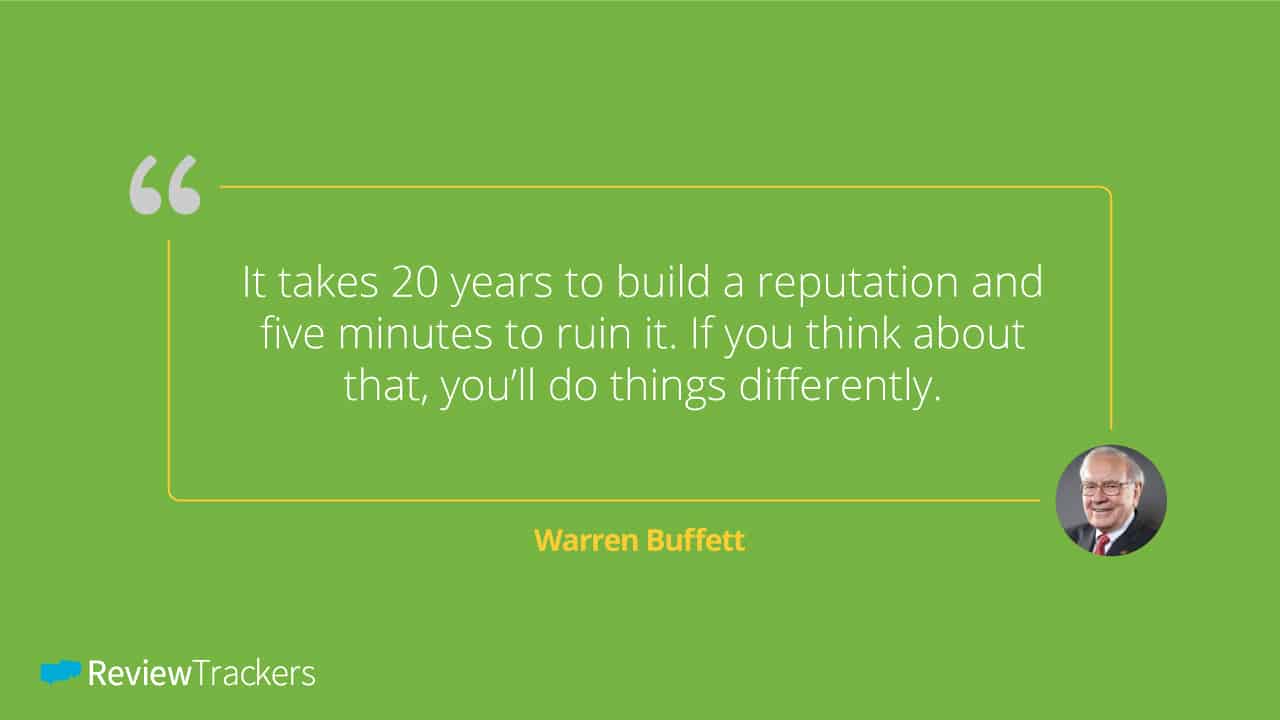 “
It takes 20 years to build a reputation and
five minutes to ruin it. If you think about
that, you’ll do things differently.
Warren Buffett
ReviewTrackers